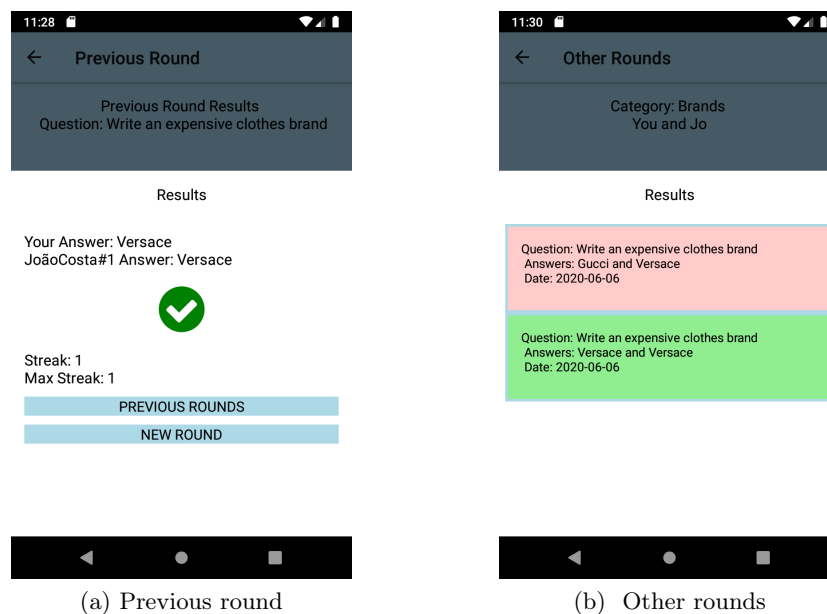 11:28
Previous Round
Previous Round Results
Question: Write an expensive clothes brand
Results
Your Answer: Versace
JoãoCosta#1 Answer: Versace
Streak: 1
Max Streak: 1
PREVIOUS ROUNDS
NEW ROUND
(a) Previous round
11:30
Other Rounds
Category: Brands
You and Jo
Results
Question: Write an expensive clothes brand
Answers: Gucci and Versace
Date: 2020-06-06
Question: Write an expensive clothes brand
Answers: Versace and Versace
Date: 2020-06-06
(b) Other rounds